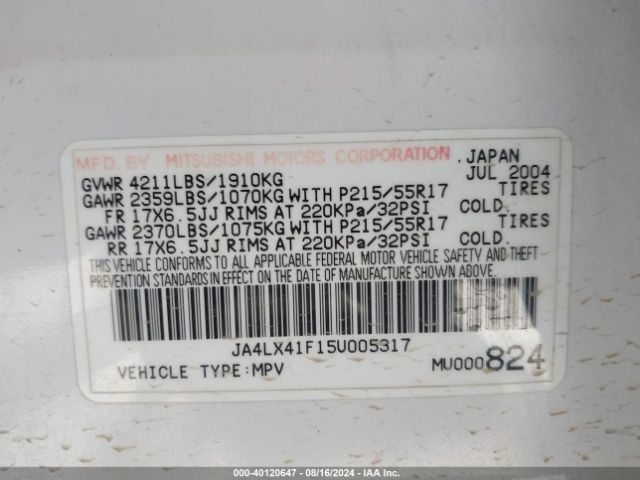 MFD. BY MITSUBISHI MOTORS CORPORATION, JAPAN
GVWR 4211LBS/1910KG JUL 2004
GAWR 2359LBS/1070KG WITH P215/55R17 TIRES
FR 17X6.5JJ RIMS AT 220KPa/32PSI COLD.
GAWR 2370LBS/1075KG WITH P215/55R17 TIRES
RR 17X6.5JJ RIMS AT 220KPa/32PSI COLD.
THIS VEHICLE CONFORMS TO ALL APPLICABLE FEDERAL MOTOR VEHICLE SAFETY AND THEFT
PREVENTION STANDARDS IN EFFECT ON THE DATE OF MANUFACTURE SHOWN ABOVE.
JA4LX41F15U005317
VEHICLE TYPE:MPV MU000824
000-40120647 - 08/16/2024 - IAAI.com